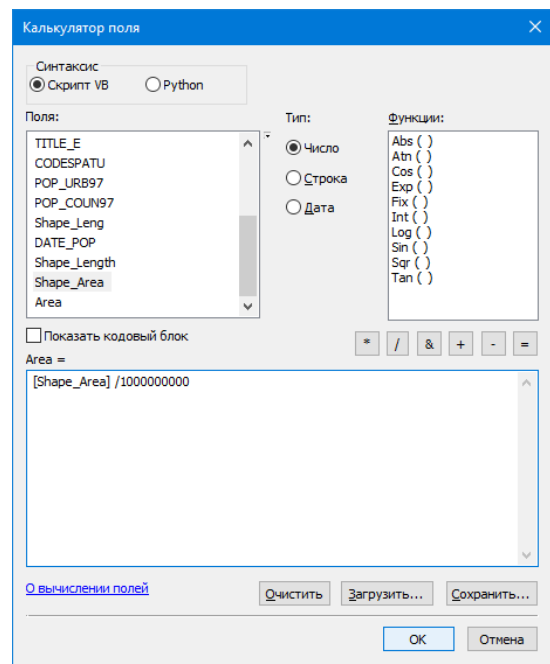 Калькулятор поля
Синтаксис
Скрипт VB Python
Поля: Тип: Функции:
TITLE_E
CODESPATU
POP_URB97
POP_COUN97
Shape_Leng
DATE_POP
Shape_Length
Shape_Area
Area
Число
Строка
Дата
Abs ( )
Atn ( )
Cos ( )
Exp ( )
Fix ( )
Int ( )
Log ( )
Sin ( )
Sqr ( )
Tan ( )
Показать кодовый блок
* / & + - =
Area =
[Shape_Area] /1000000000
О вычислении полей Очистить Загрузить... Сохранить...
OK Отмена